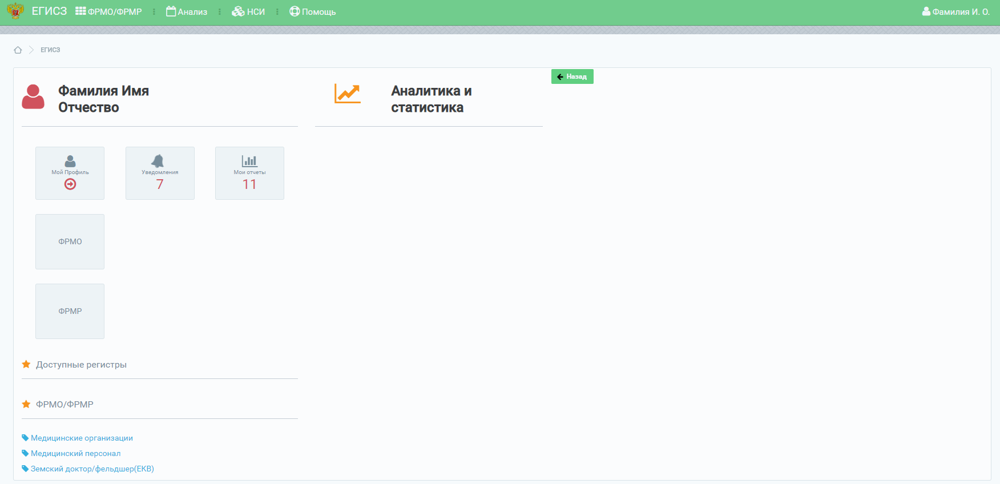 ЕГИСЗ ФРМО/ФРМР Анализ НСИ Помощь Фамилия И. О.
ЕГИСЗ
Назад
Фамилия Имя
Отчество
Аналитика и
статистика
Мой Профиль
Уведомления
7
Мои отчеты
11
ФРМО
ФРМР
Доступные регистры
ФРМО/ФРМР
Медицинские организации
Медицинский персонал
Земский доктор/фельдшер(ЕКВ)